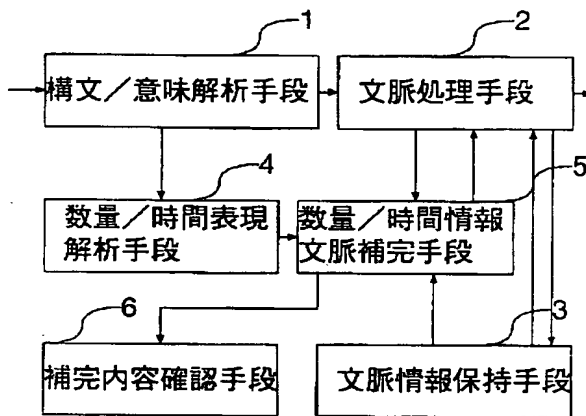 1
2
構文／意味解析手段
文脈処理手段
4
5
数量／時間表現
解析手段
数量／時間情報
文脈補完手段
6
3
補完内容確認手段
文脈情報保持手段